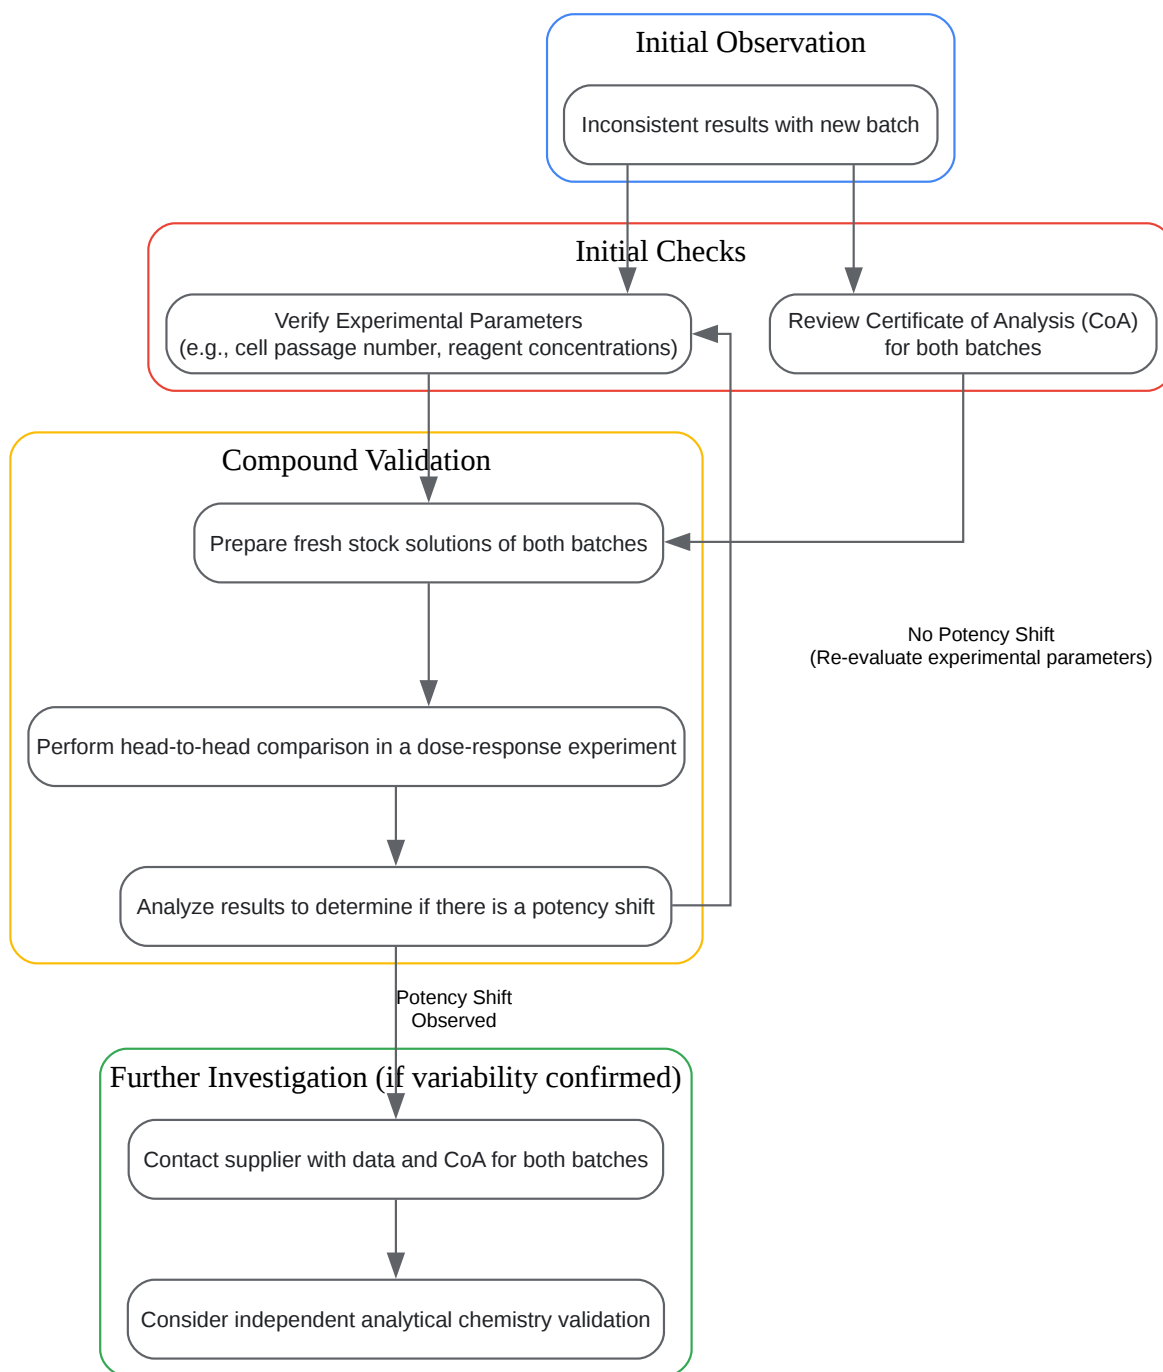 Initial Observation
Inconsistent results with new batch
Initial Checks
Verify Experimental Parameters
(e.g., cell passage number, reagent concentrations)
Review Certificate of Analysis (CoA)
for both batches
Compound Validation
Prepare fresh stock solutions of both batches
No Potency Shift
(Re-evaluate experimental parameters)
Perform head-to-head comparison in a dose-response experiment
Analyze results to determine if there is a potency shift
Potency Shift
Observed
Further Investigation (if variability confirmed)
Contact supplier with data and CoA for both batches
Consider independent analytical chemistry validation